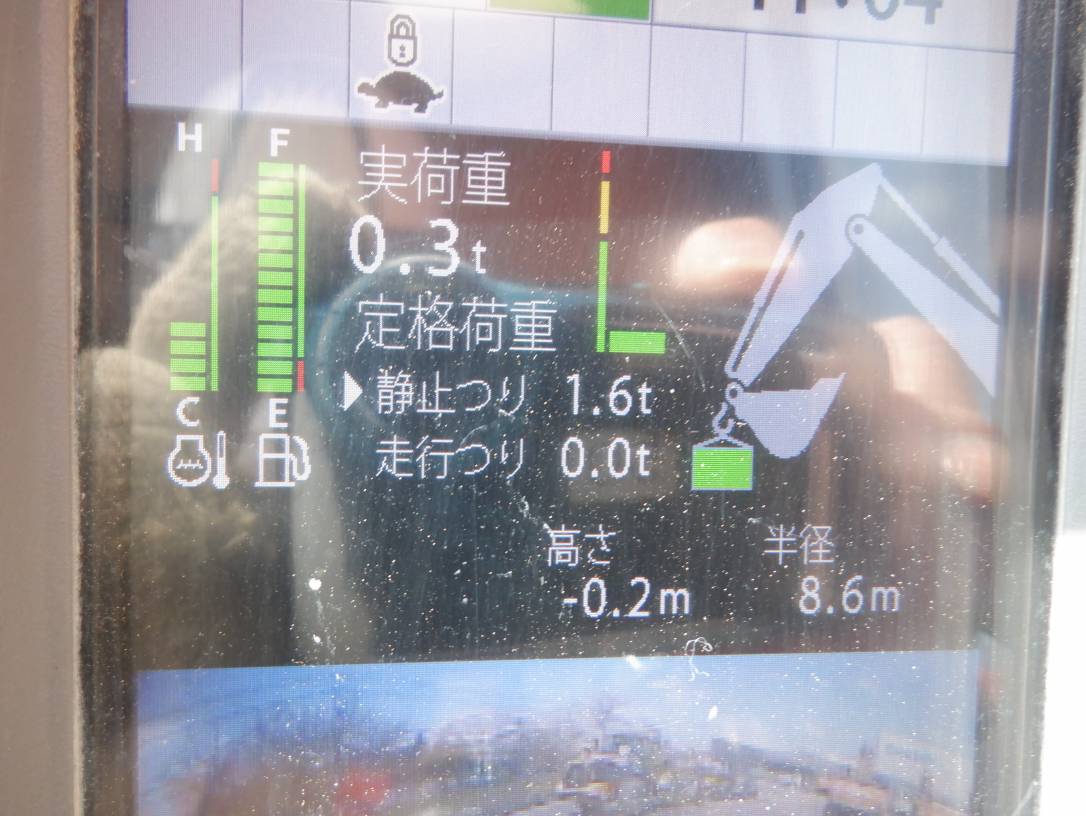 H F
実荷重
0.3t
定格荷重
静止つり 1.6t
走行つり 0.0t
C E
高さ 半径
-0.2m 8.6m